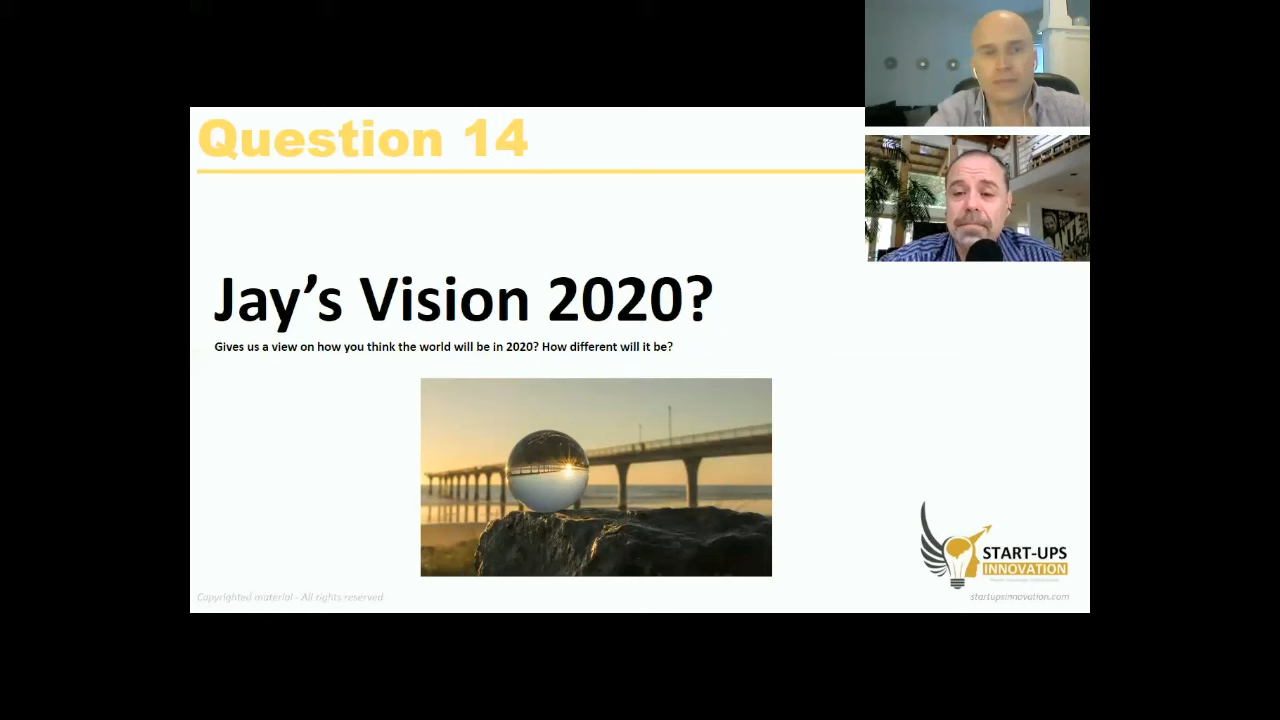 Question 14
Jay's Vision 2020?
Gives us a view on how you think the world will be in 2020? How different will it be?
START-UPS
INNOVATION
Copyrighted material - All rights reserved
startupsinnovation.com